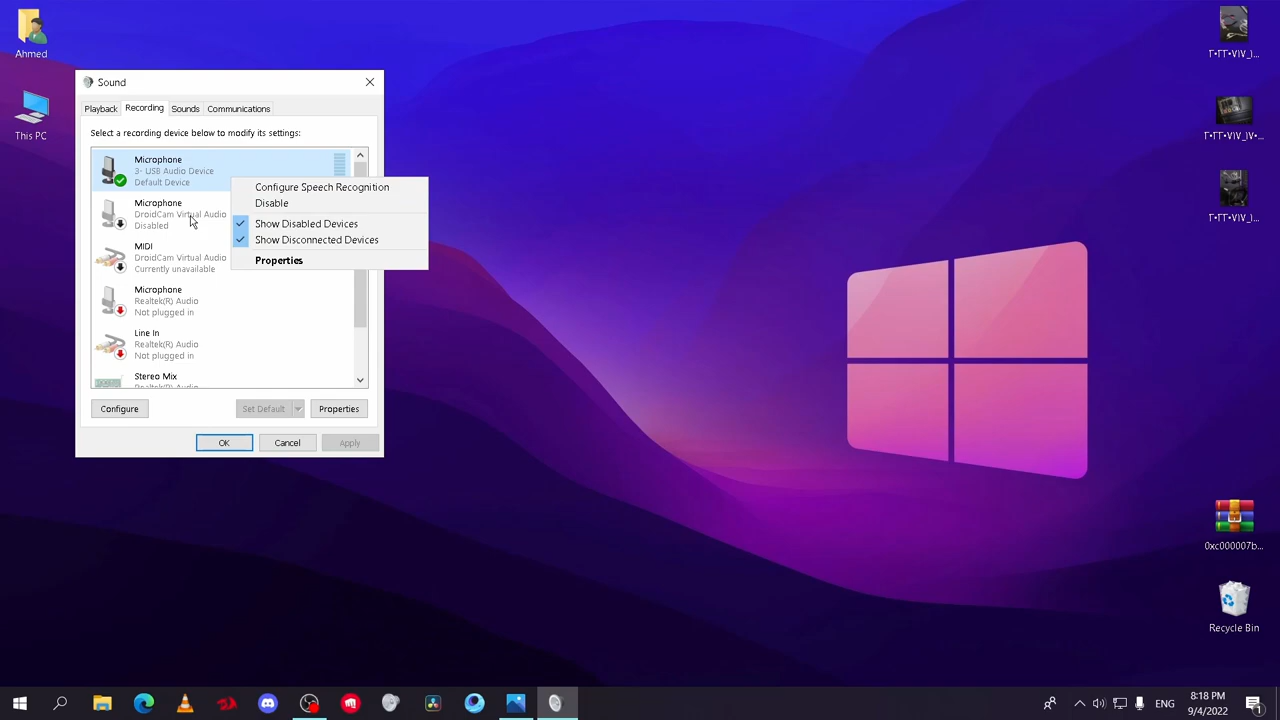 Ahmed
This PC
Sound
Playback
Recording
Sounds
Communications
Select a recording device below to modify its settings:
Microphone
3- USB Audio Device
Default Device
Microphone
DroidCam Virtual Audio
Disabled
MIDI
DroidCam Virtual Audio
Currently unavailable
Microphone
Realtek(R) Audio
Not plugged in
Line In
Realtek(R) Audio
Not plugged in
Stereo Mix
Realtek(R) Audio
Configure Speech Recognition
Disable
Show Disabled Devices
Show Disconnected Devices
Properties
Configure
Set Default
Properties
OK
Cancel
Apply
0xc000007b...
Recycle Bin
ENG
8:18 PM
9/4/2022
1